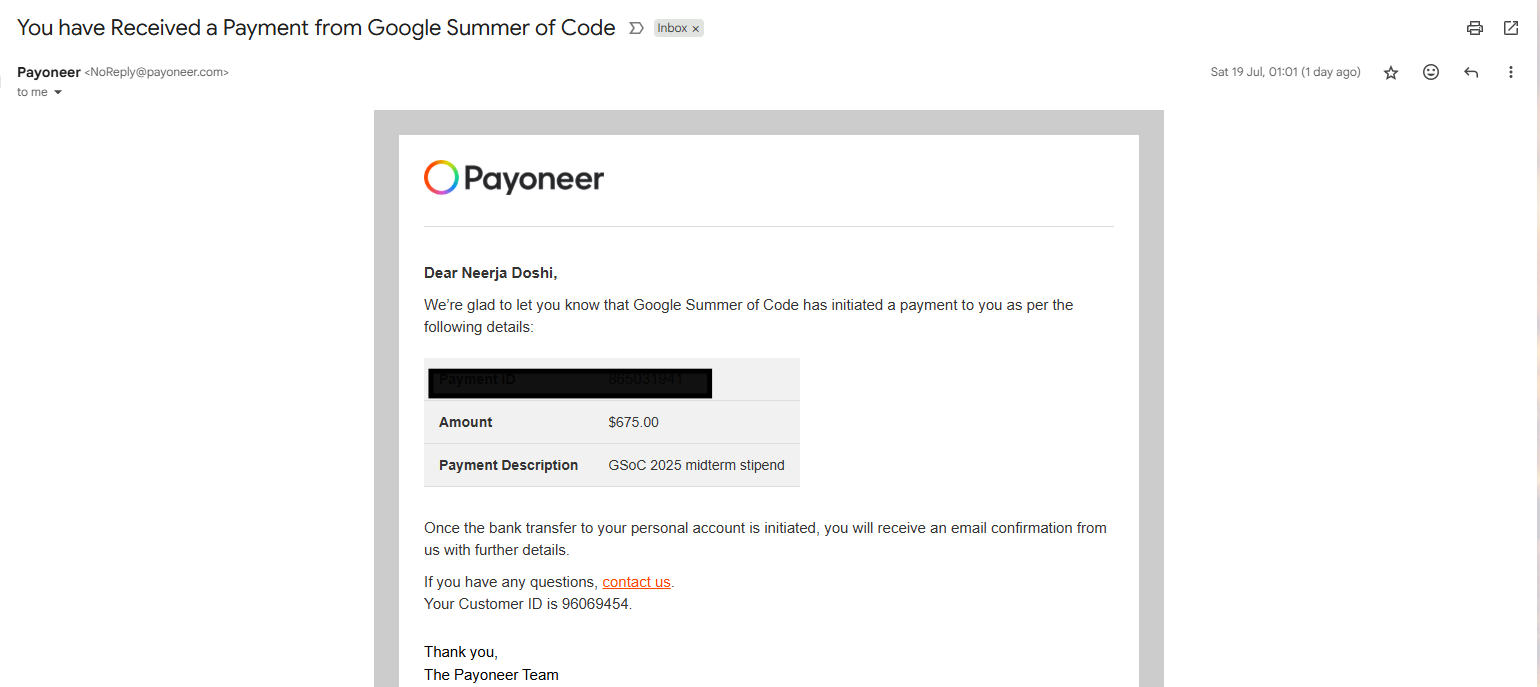 You have Received a Payment from Google Summer of Code Inbox ×
Payoneer <NoReply@payoneer.com> Sat 19 Jul, 01:01 (1 day ago)
to me
Payoneer
Dear Neerja Doshi,
We’re glad to let you know that Google Summer of Code has initiated a payment to you as per the
following details:
Payment ID
Amount $675.00
Payment Description GSoC 2025 midterm stipend
Once the bank transfer to your personal account is initiated, you will receive an email confirmation from
us with further details.
If you have any questions, contact us.
Your Customer ID is 96069454.
Thank you,
The Payoneer Team